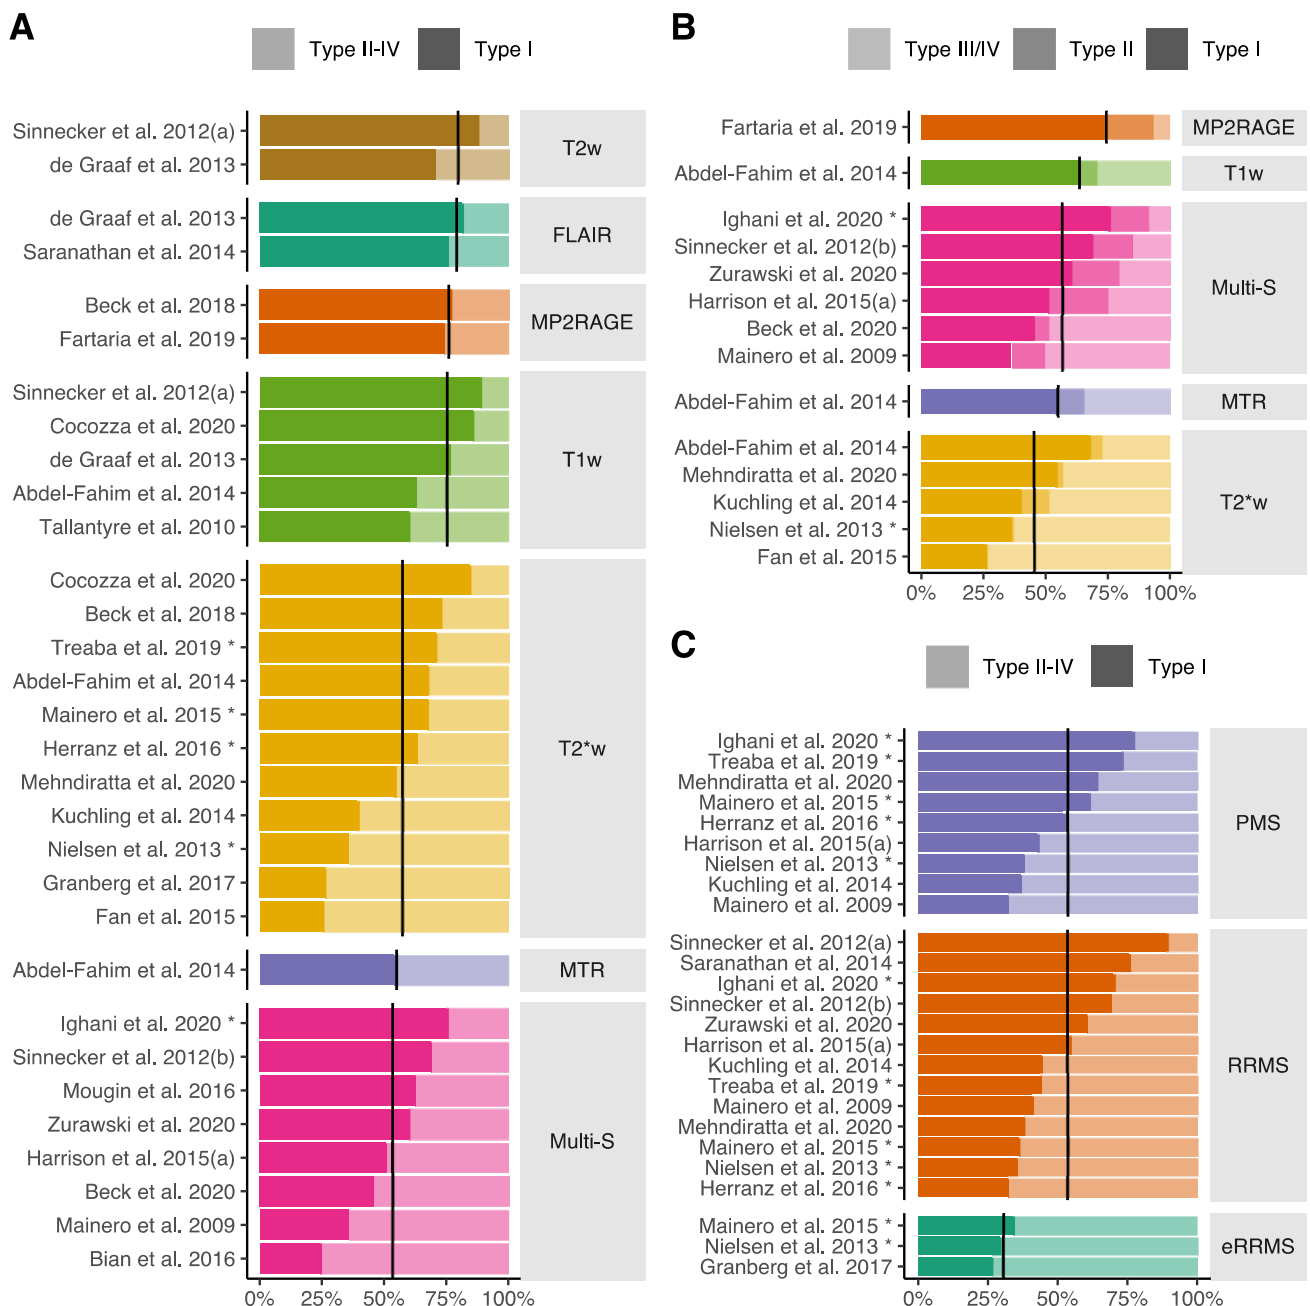 A
Type II-IV
Type I
Sinnecker et al. 2012(a)
de Graaf et al. 2013
T2w
de Graaf et al. 2013
Saranathan et al. 2014
FLAIR
Beck et al. 2018
Fartaria et al. 2019
MP2RAGE
Sinnecker et al. 2012(a)
Cocozza et al. 2020
de Graaf et al. 2013
Abdel-Fahim et al. 2014
Tallantyre et al. 2010
T1w
Cocozza et al. 2020
Beck et al. 2018
Treaba et al. 2019 *
Abdel-Fahim et al. 2014
Mainero et al. 2015 *
Herranz et al. 2016 *
Mehndiratta et al. 2020
Kuchling et al. 2014
Nielsen et al. 2013 *
Granberg et al. 2017
Fan et al. 2015
T2*w
Abdel-Fahim et al. 2014
MTR
Ighani et al. 2020 *
Sinnecker et al. 2012(b)
Mougin et al. 2016
Zurawski et al. 2020
Harrison et al. 2015(a)
Beck et al. 2020
Mainero et al. 2009
Bian et al. 2016
Multi-S
0% 25% 50% 75% 100%
B
Type III/IV
Type II
Type I
Fartaria et al. 2019
MP2RAGE
Abdel-Fahim et al. 2014
T1w
Ighani et al. 2020 *
Sinnecker et al. 2012(b)
Zurawski et al. 2020
Harrison et al. 2015(a)
Beck et al. 2020
Mainero et al. 2009
Multi-S
Abdel-Fahim et al. 2014
MTR
Abdel-Fahim et al. 2014
Mehndiratta et al. 2020
Kuchling et al. 2014
Nielsen et al. 2013 *
Fan et al. 2015
T2*w
0% 25% 50% 75% 100%
C
Type II-IV
Type I
Ighani et al. 2020 *
Treaba et al. 2019 *
Mehndiratta et al. 2020
Mainero et al. 2015 *
Herranz et al. 2016 *
Harrison et al. 2015(a)
Nielsen et al. 2013 *
Kuchling et al. 2014
Mainero et al. 2009
PMS
Sinnecker et al. 2012(a)
Saranathan et al. 2014
Ighani et al. 2020 *
Sinnecker et al. 2012(b)
Zurawski et al. 2020
Harrison et al. 2015(a)
Kuchling et al. 2014
Treaba et al. 2019 *
Mainero et al. 2009
Mehndiratta et al. 2020
Mainero et al. 2015 *
Nielsen et al. 2013 *
Herranz et al. 2016 *
RRMS
Mainero et al. 2015 *
Nielsen et al. 2013 *
Granberg et al. 2017
eRRMS
0% 25% 50% 75% 100%